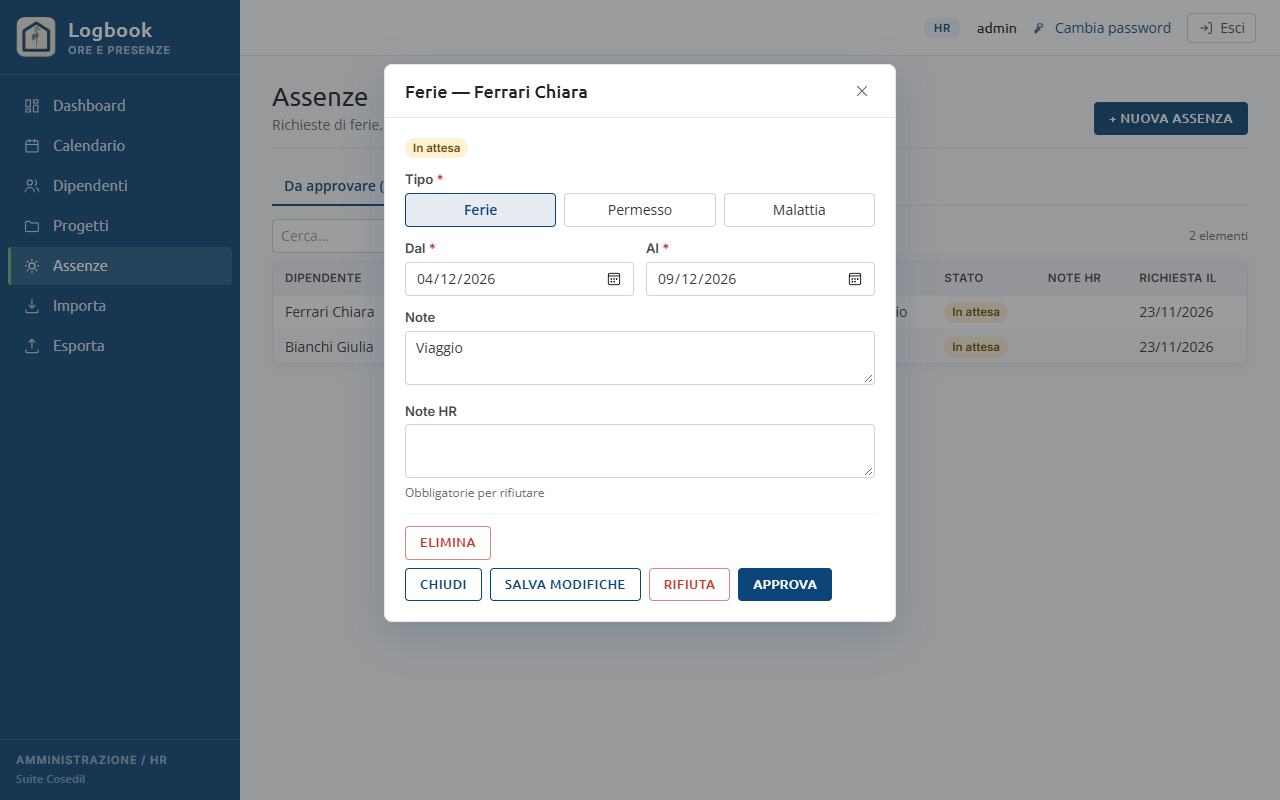 Logbook
ORE E PRESENZE
HR
admin
Cambia password
Esci
Dashboard
Calendario
Dipendenti
Progetti
Assenze
Importa
Esporta
AMMINISTRAZIONE / HR
Suite Cosedil
Assenze
Richieste di ferie,
+ NUOVA ASSENZA
Da approvare (
Cerca...
2 elementi
DIPENDENTE
STATO
NOTE HR
RICHIESTA IL
Ferrari Chiara
In attesa
23/11/2026
Bianchi Giulia
In attesa
23/11/2026
Ferie — Ferrari Chiara
In attesa
Tipo *
Ferie
Permesso
Malattia
Dal *
Al *
04/12/2026
09/12/2026
Note
Viaggio
Note HR
Obbligatorie per rifiutare
ELIMINA
CHIUDI
SALVA MODIFICHE
RIFIUTA
APPROVA